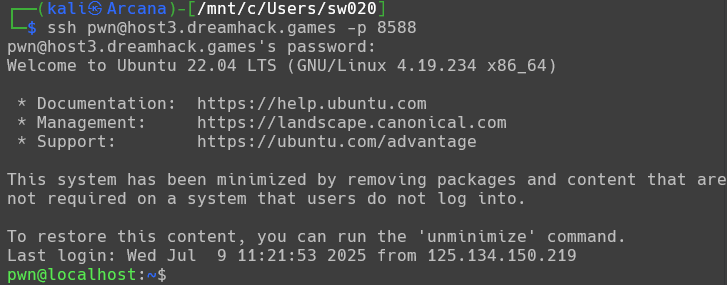 ┌──(kali㉿Arcana)-[/mnt/c/Users/sw020]
└─$ ssh pwn@host3.dreamhack.games -p 8588
pwn@host3.dreamhack.games's password:
Welcome to Ubuntu 22.04 LTS (GNU/Linux 4.19.234 x86_64)
* Documentation:  https://help.ubuntu.com
* Management:     https://landscape.canonical.com
* Support:        https://ubuntu.com/advantage
This system has been minimized by removing packages and content that are
not required on a system that users do not log into.
To restore this content, you can run the 'unminimize' command.
Last login: Wed Jul  9 11:21:53 2025 from 125.134.150.219
pwn@localhost:~$